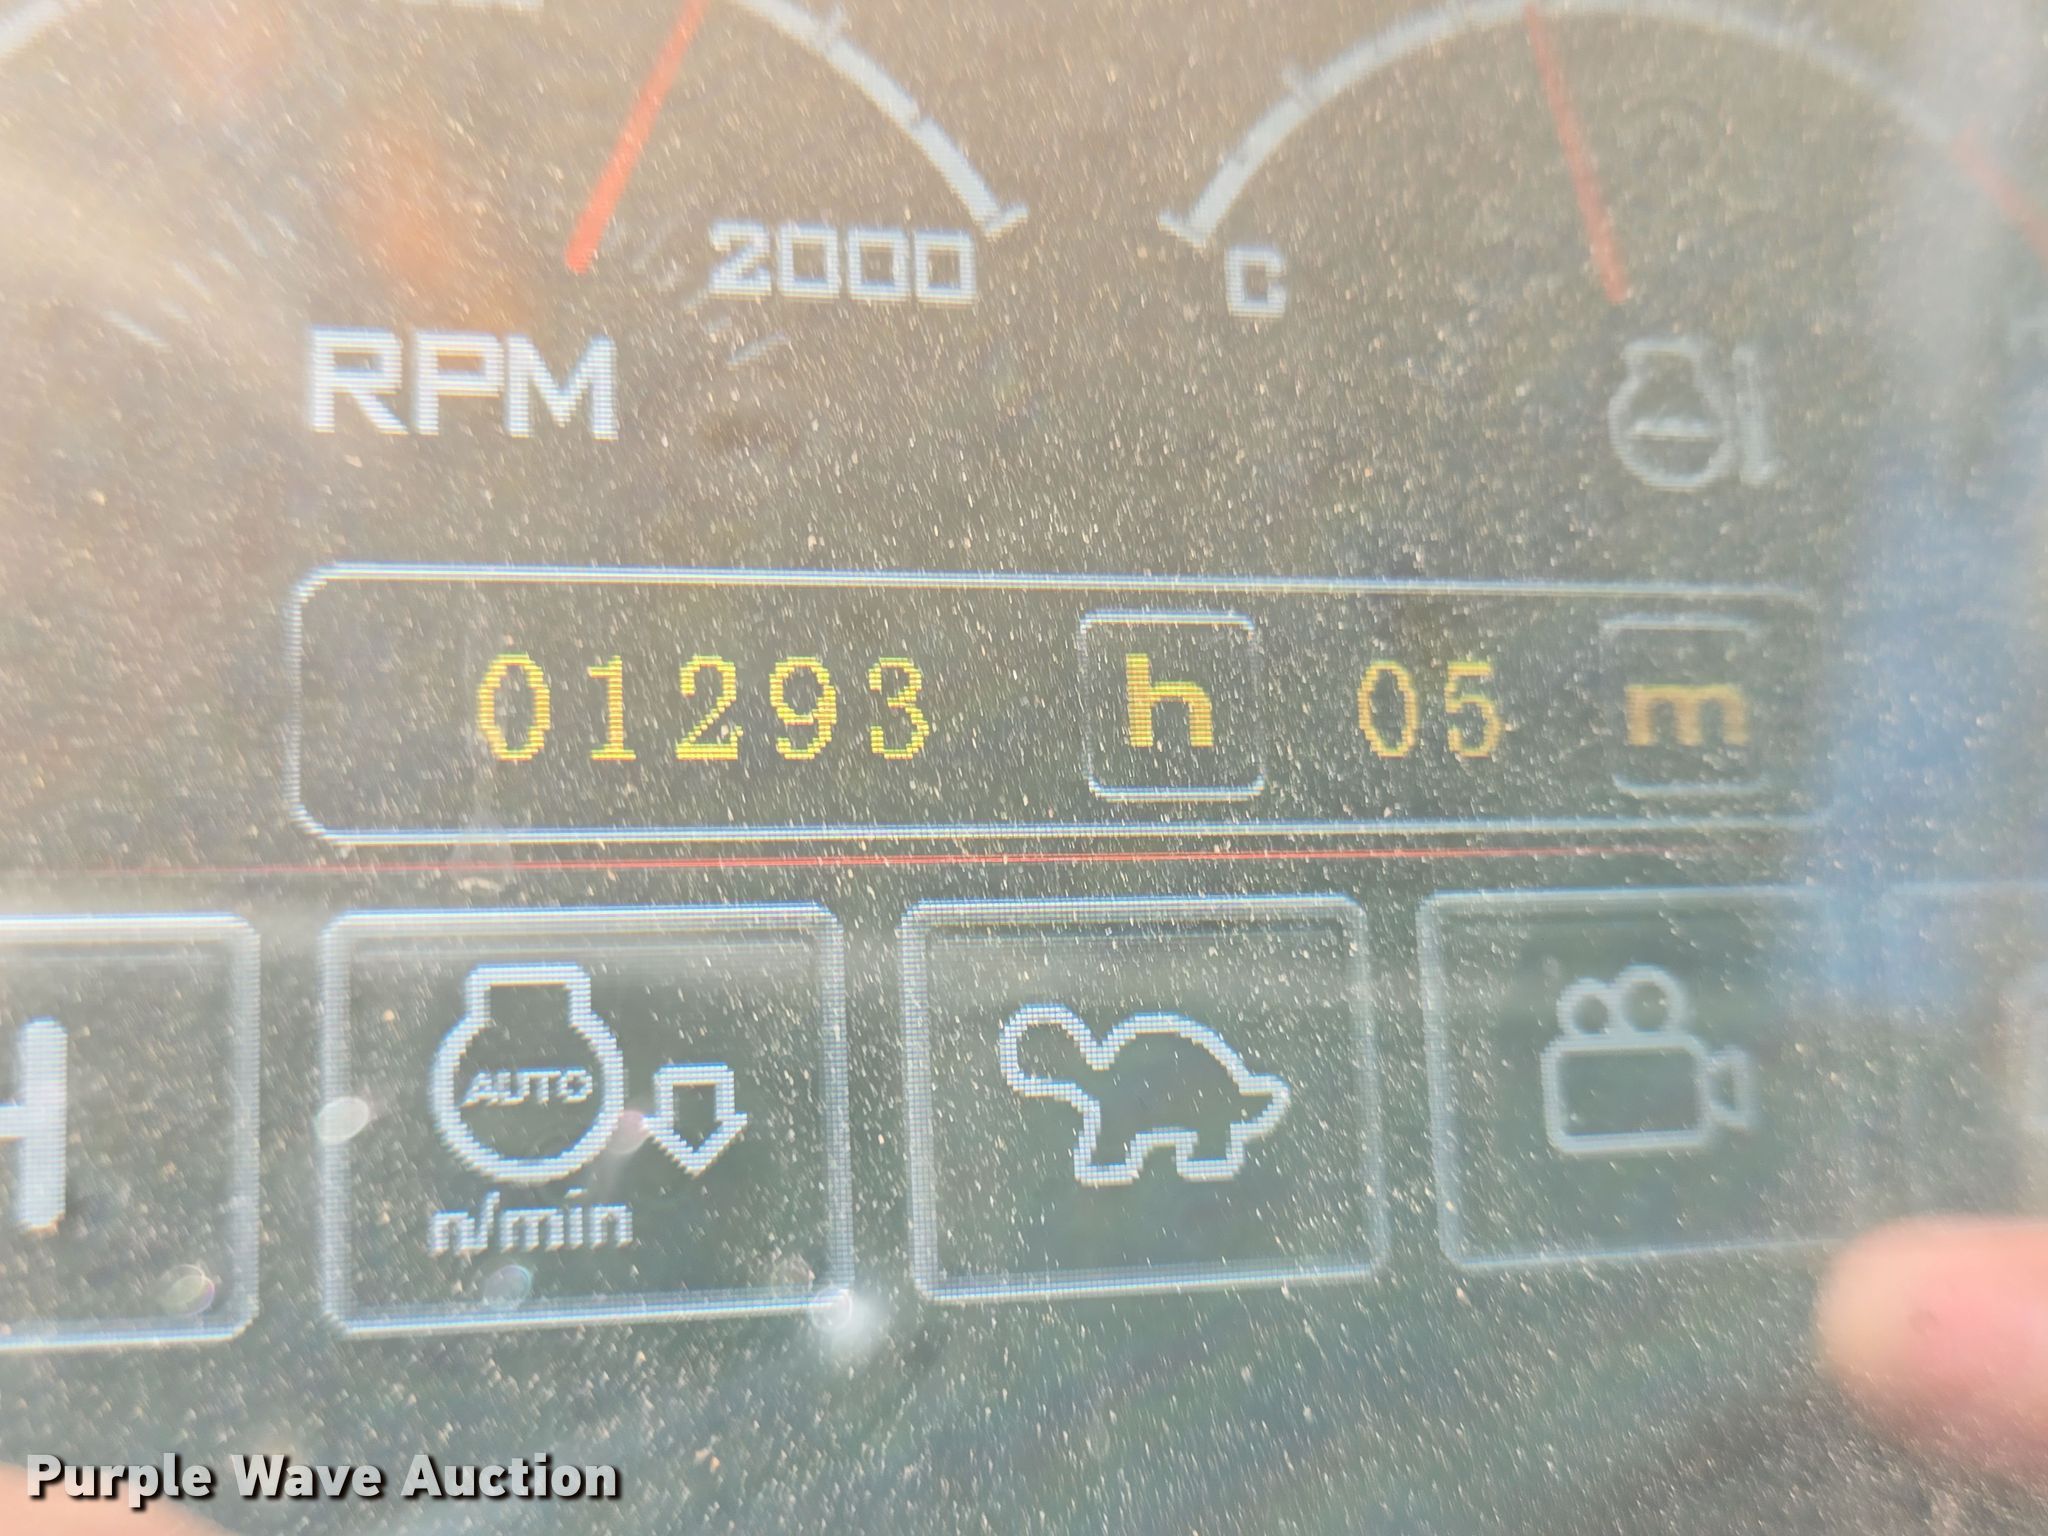 2000
C
RPM
01293 h 05 m
H
AUTO
n/min
Purple Wave Auction